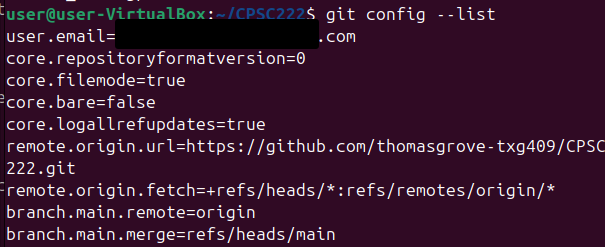 user@user-VirtualBox:~/CPSC222$ git config --list
user.email= .com
core.repositoryformatversion=0
core.filemode=true
core.bare=false
core.logallrefupdates=true
remote.origin.url=https://github.com/thomasgrove-txg409/CPSC
222.git
remote.origin.fetch=+refs/heads/*:refs/remotes/origin/*
branch.main.remote=origin
branch.main.merge=refs/heads/main